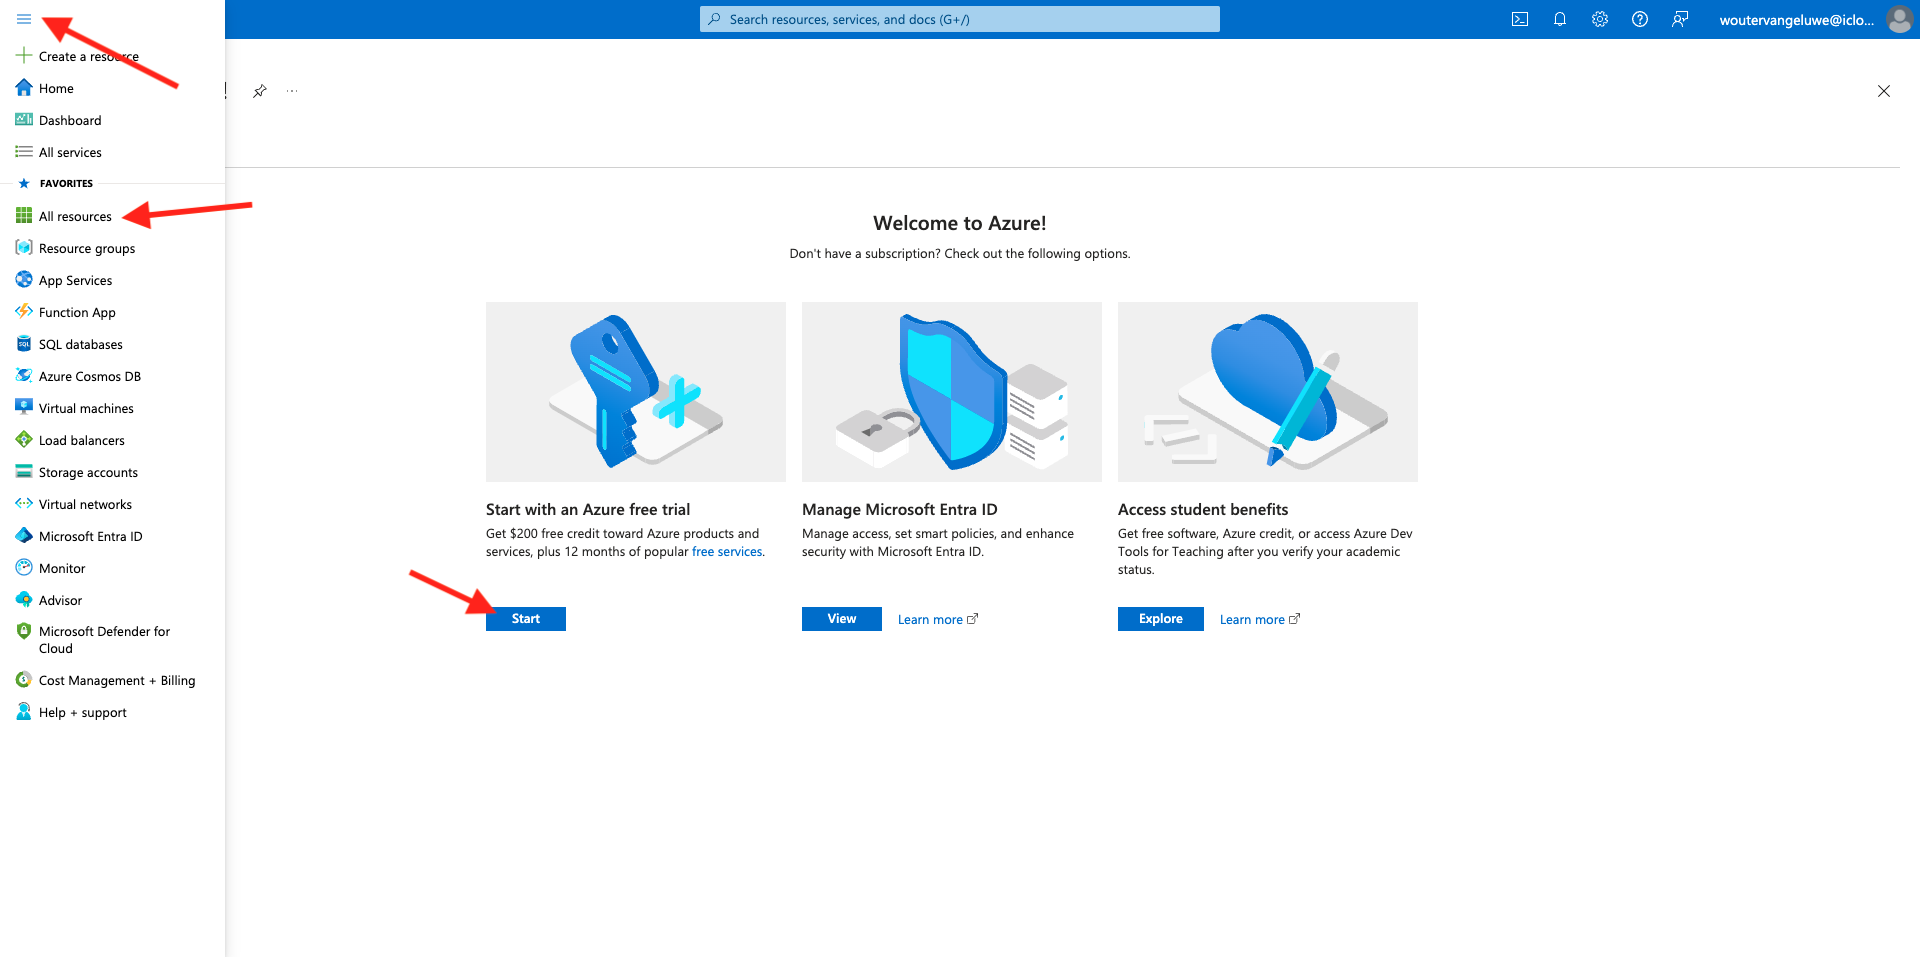 Search resources, services, and docs (G+/)
woutervangeluwe@iclo...
Create a resource
Home
Dashboard
All services
FAVORITES
All resources
Resource groups
App Services
Function App
SQL databases
Azure Cosmos DB
Virtual machines
Load balancers
Storage accounts
Virtual networks
Microsoft Entra ID
Monitor
Advisor
Microsoft Defender for
Cloud
Cost Management + Billing
Help + support
Welcome to Azure!
Don't have a subscription? Check out the following options.
Start with an Azure free trial
Get $200 free credit toward Azure products and
services, plus 12 months of popular free services.
Start
Manage Microsoft Entra ID
Manage access, set smart policies, and enhance
security with Microsoft Entra ID.
View
Learn more
Access student benefits
Get free software, Azure credit, or access Azure Dev
Tools for Teaching after you verify your academic
status.
Explore
Learn more